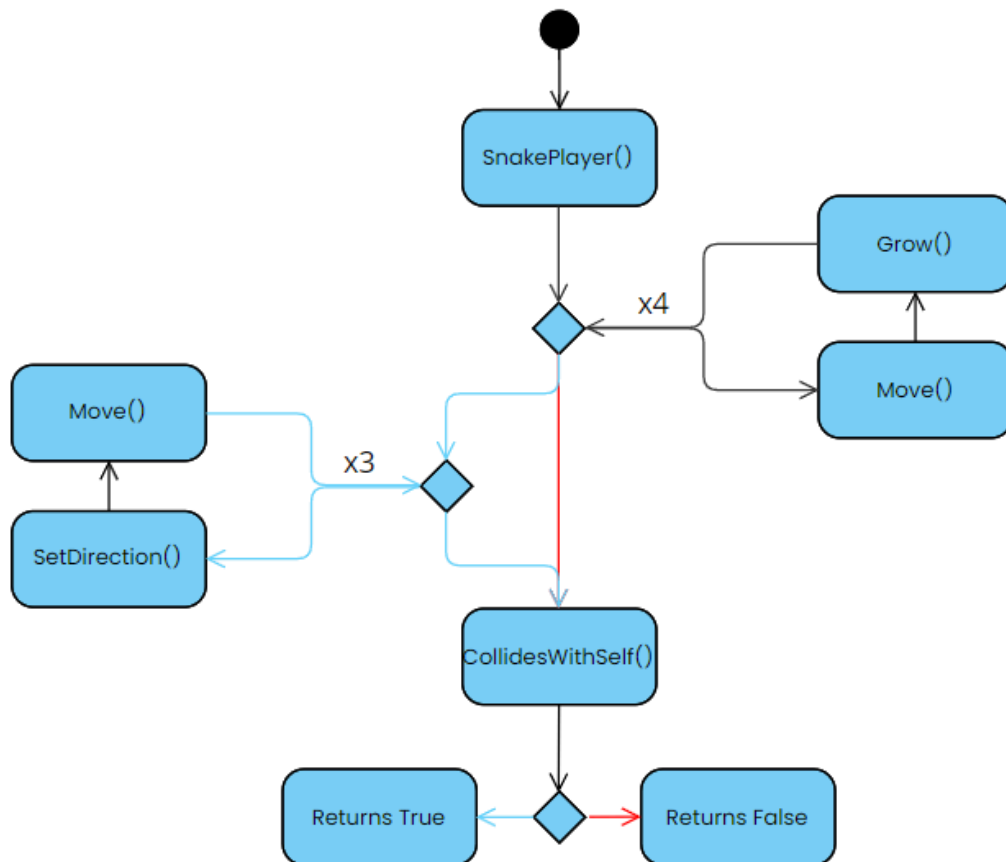 SnakePlayer()
Grow()
x4
Move()
Move()
x3
SetDirection()
CollidesWithSelf()
Returns True
Returns False